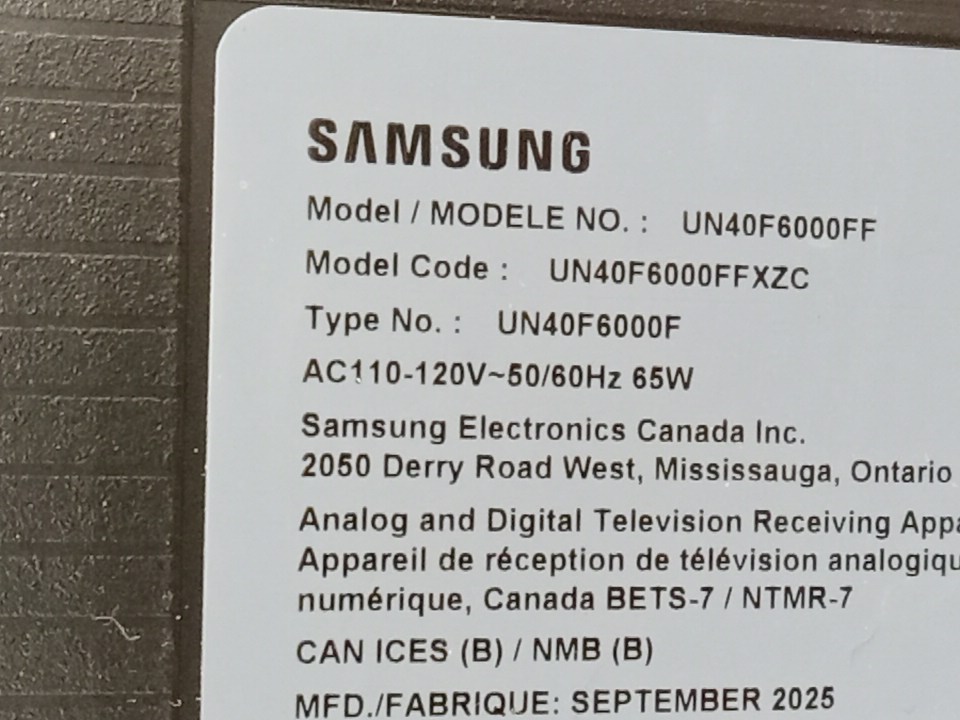 SAMSUNG
Model / MODELE NO. : UN40F6000FF
Model Code : UN40F6000FFXZC
Type No. : UN40F6000F
AC110-120V~50/60Hz 65W
Samsung Electronics Canada Inc.
2050 Derry Road West, Mississauga, Ontario
Analog and Digital Television Receiving
Appareil de réception de télévision
numérique, Canada BETS-7 / NTMR-7
CAN ICES (B) / NMB (B)
MFD./FABRIQUE: SEPTEMBER 2025